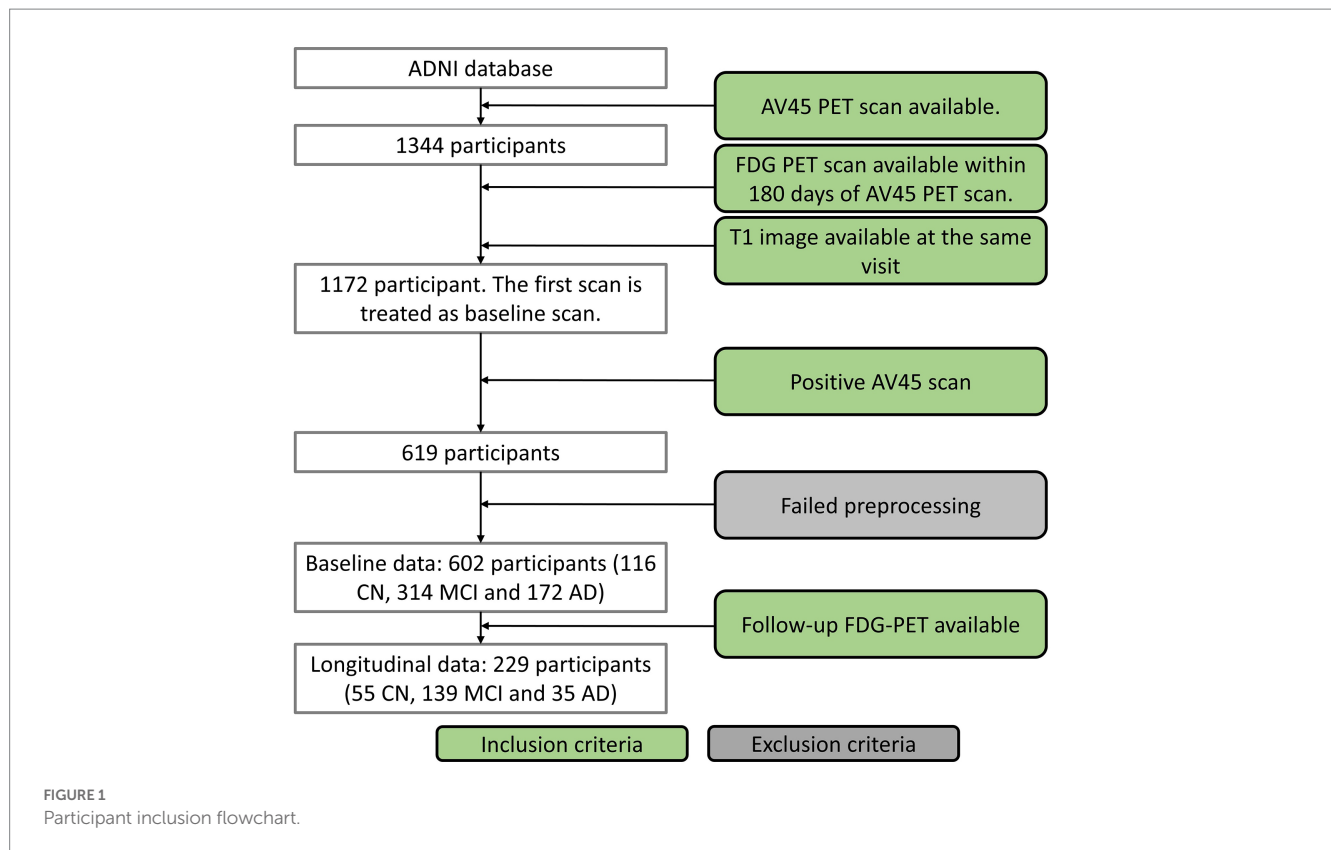 ADNI database
AV45 PET scan available.
1344 participants
FDG PET scan available within
180 days of AV45 PET scan.
T1 image available at the same
visit
1172 participant. The first scan is
treated as baseline scan.
Positive AV45 scan
619 participants
Failed preprocessing
Baseline data: 602 participants (116
CN, 314 MCI and 172 AD)
Follow-up FDG-PET available
Longitudinal data: 229 participants
(55 CN, 139 MCI and 35 AD)
Inclusion criteria
Exclusion criteria
FIGURE 1
Participant inclusion flowchart.